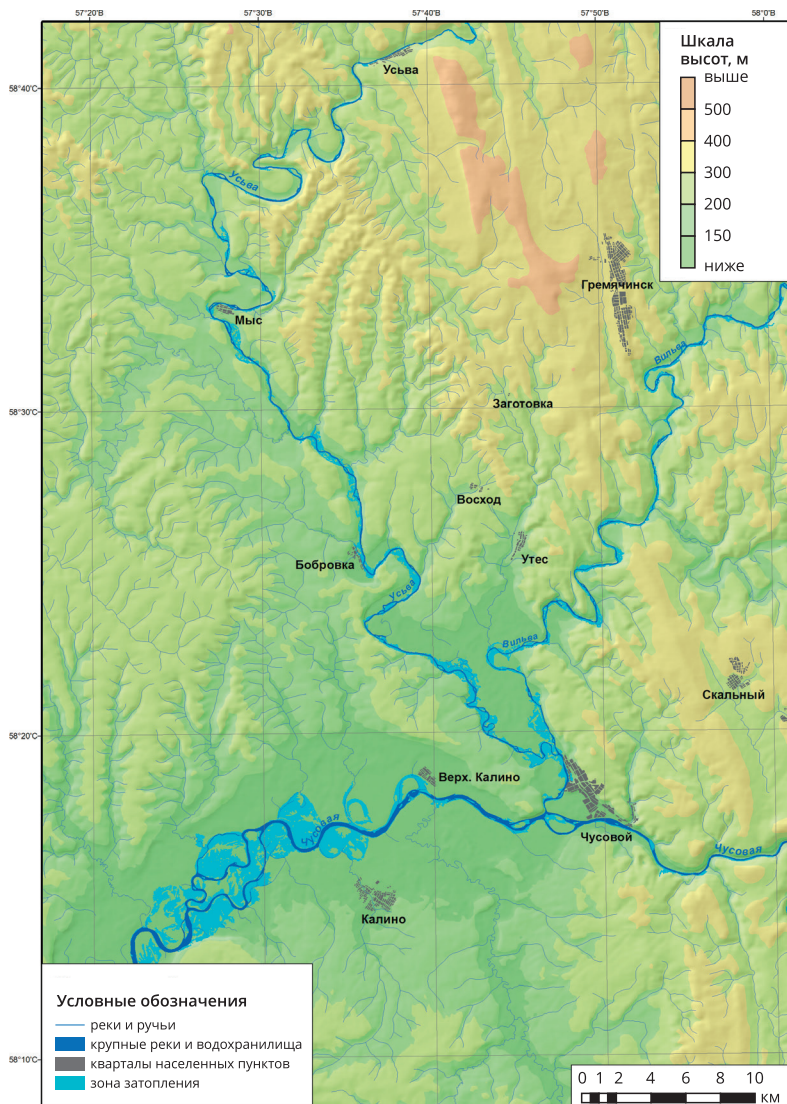 57°20'В 57°30'В 57°40'В 57°50'В 58°0'В
Шкала
высот, м
выше
500
400
300
200
150
ниже
58°40'С
Усьва
Усьва
Гремячинск
Мыс
Вильва
58°30'С
Заготовка
Восход
Бобровка
Утес
Усьва
Вильва
Скальный
58°20'С
Верх. Калино
Чусовая
Чусовой
Чусовая
Калино
58°10'С
Условные обозначения
реки и ручьи
крупные реки и водохранилища
кварталы населенных пунктов
зона затопления
0 1 2 4 6 8 10
км